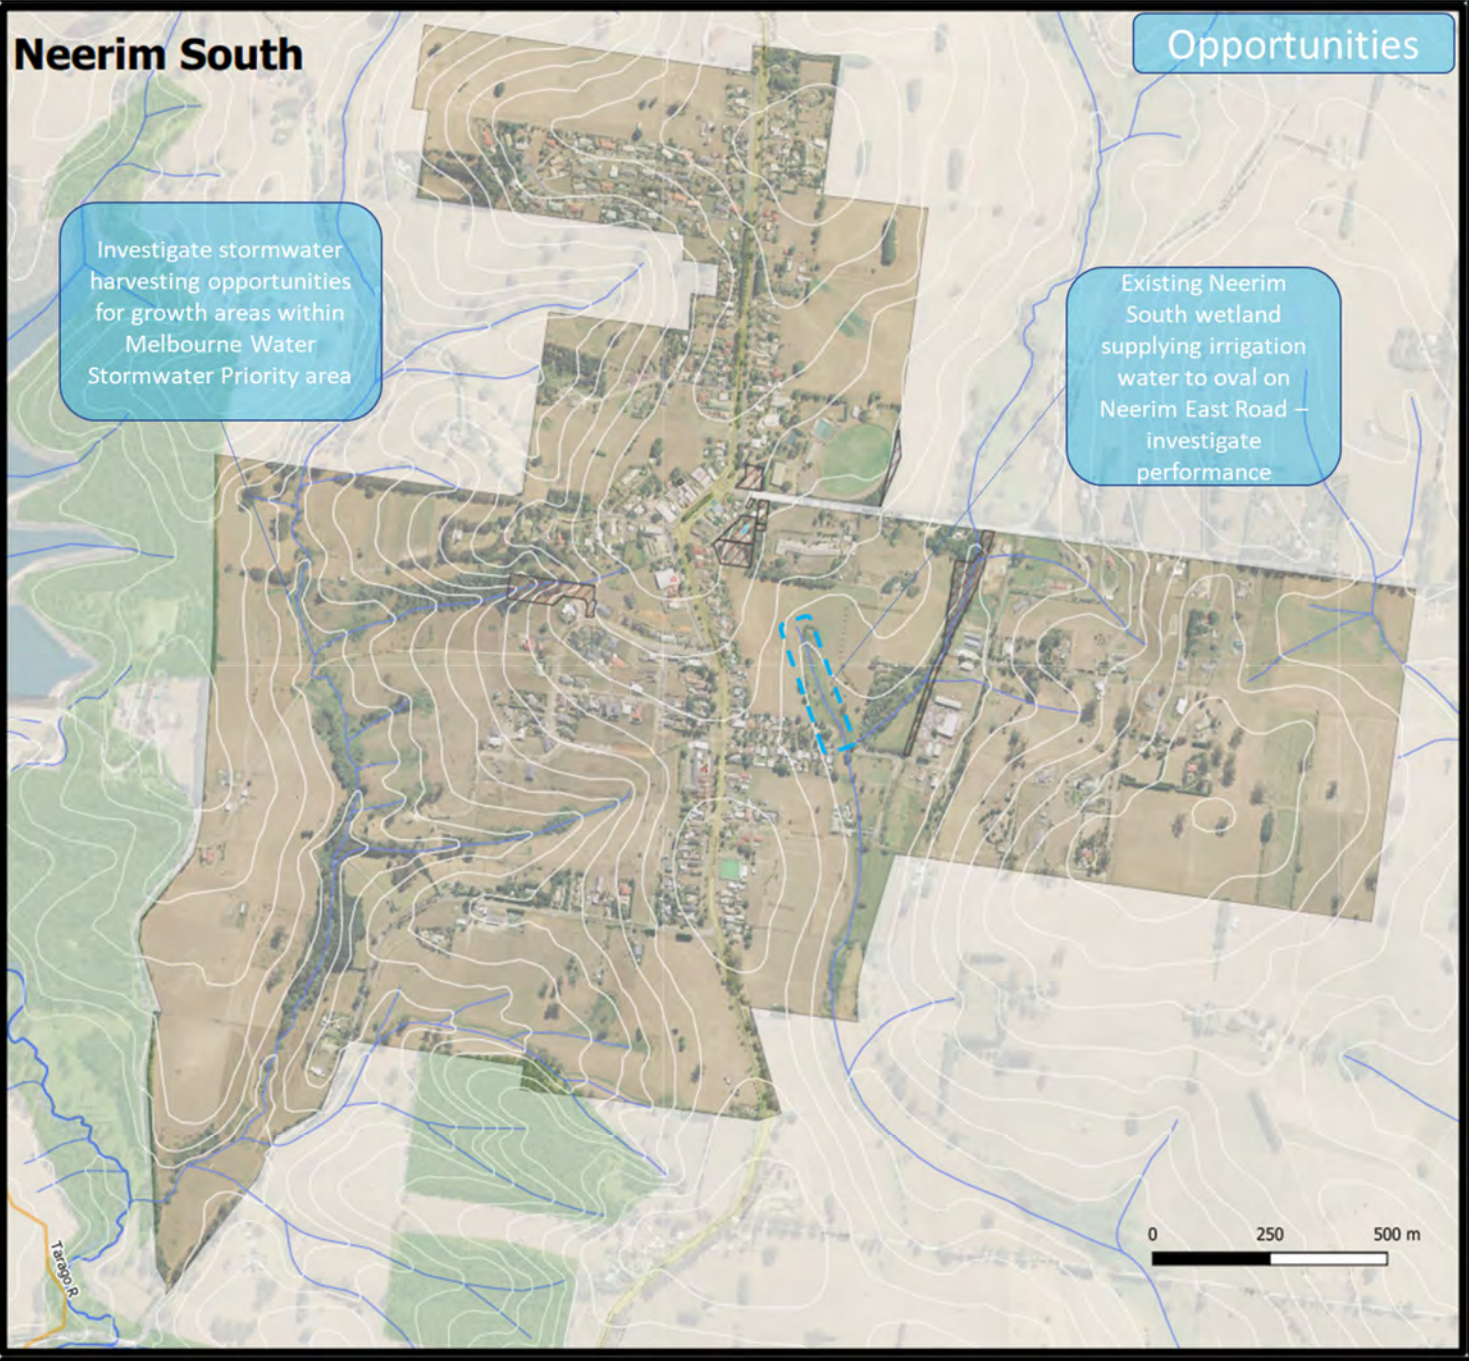 Neerim South
Opportunities
Investigate stormwater
harvesting opportunities
for growth areas within
Melbourne Water
Stormwater Priority area
Existing Neerim
South wetland
supplying irrigation
water to oval on
Neerim East Road –
investigate
performance
0 250 500 m
Tarago R